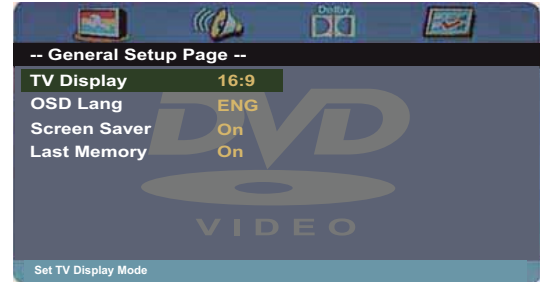 Dolby
-- General Setup Page --
TV Display 16:9
OSD Lang ENG
Screen Saver On
Last Memory On
DVD
VIDEO
Set TV Display Mode